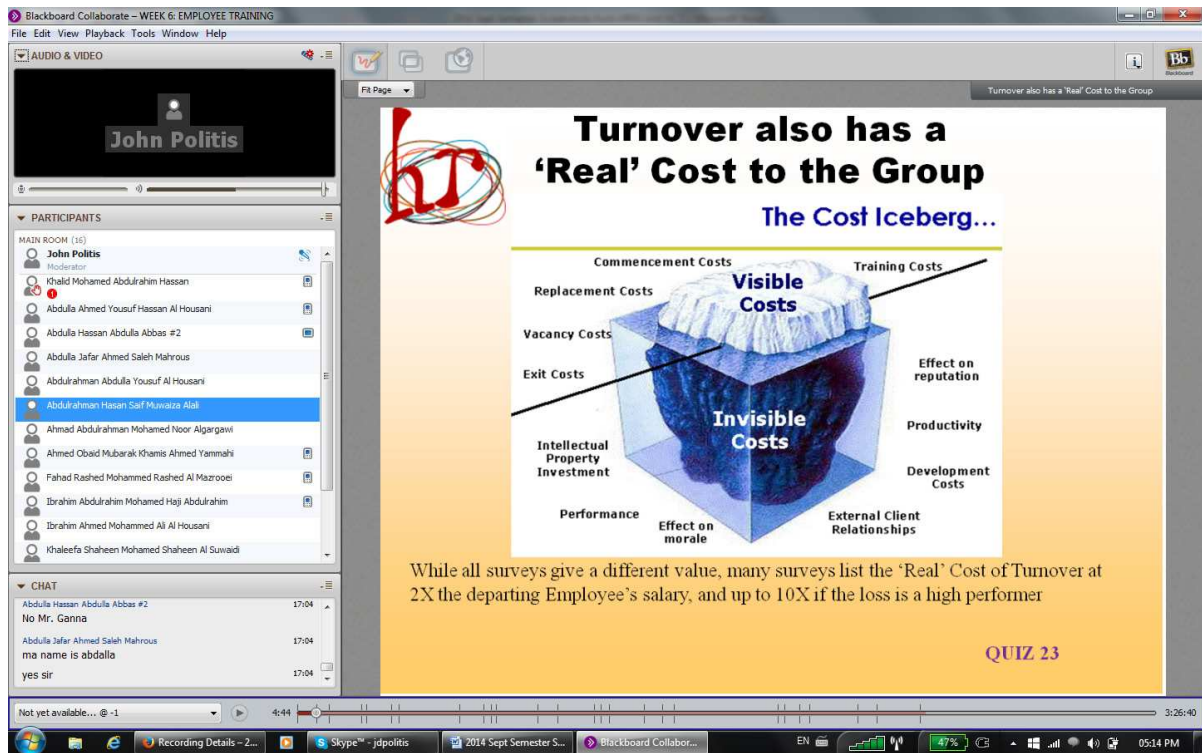 Blackboard Collaborate – WEEK 6: EMPLOYEE TRAINING
File Edit View Playback Tools Window Help
AUDIO & VIDEO
John Politis
PARTICIPANTS
MAIN ROOM (16)
John Politis
Moderator
Khalid Mohamed Abdulrahim Hassan
1
Abdulla Ahmed Yousuf Hassan Al Housani
Abdulla Hassan Abdulla Abbas #2
Abdulla Jafar Ahmed Saleh Mahrous
Abdulrahman Abdulla Yousuf Al Housani
Abdulrahman Hasan Saif Muwaiza Alali
Ahmad Abdulrahman Mohamed Noor Algargawi
Ahmed Obaid Mubarak Khamis Ahmed Yammahi
Fahad Rashed Mohammed Rashed Al Mazrooei
Ibrahim Abdulrahim Mohamed Haji Abdulrahim
Ibrahim Ahmed Mohammed Ali Al Housani
Khaleefa Shaheen Mohamed Shaheen Al Suwaidi
CHAT
Abdulla Hassan Abdulla Abbas #2 17:04
No Mr. Ganna
Abdulla Jafar Ahmed Saleh Mahrous 17:04
ma name is abdalla
yes sir 17:04
Fit Page
Bb
Blackboard
Turnover also has a 'Real' Cost to the Group
hr
Turnover also has a
‘Real’ Cost to the Group
The Cost Iceberg…
Commencement Costs
Training Costs
Visible
Costs
Replacement Costs
Vacancy Costs
Exit Costs
Effect on
reputation
Invisible
Costs
Productivity
Intellectual
Property
Investment
Development
Costs
Performance
Effect on
morale
External Client
Relationships
While all surveys give a different value, many surveys list the ‘Real’ Cost of Turnover at
2X the departing Employee’s salary, and up to 10X if the loss is a high performer
QUIZ 23
Not yet available... @ -1
4:44
3:26:40
Recording Details – 2...
Skype™ - jdpolitis
2014 Sept Semester S...
Blackboard Collabor...
EN
47%
05:14 PM